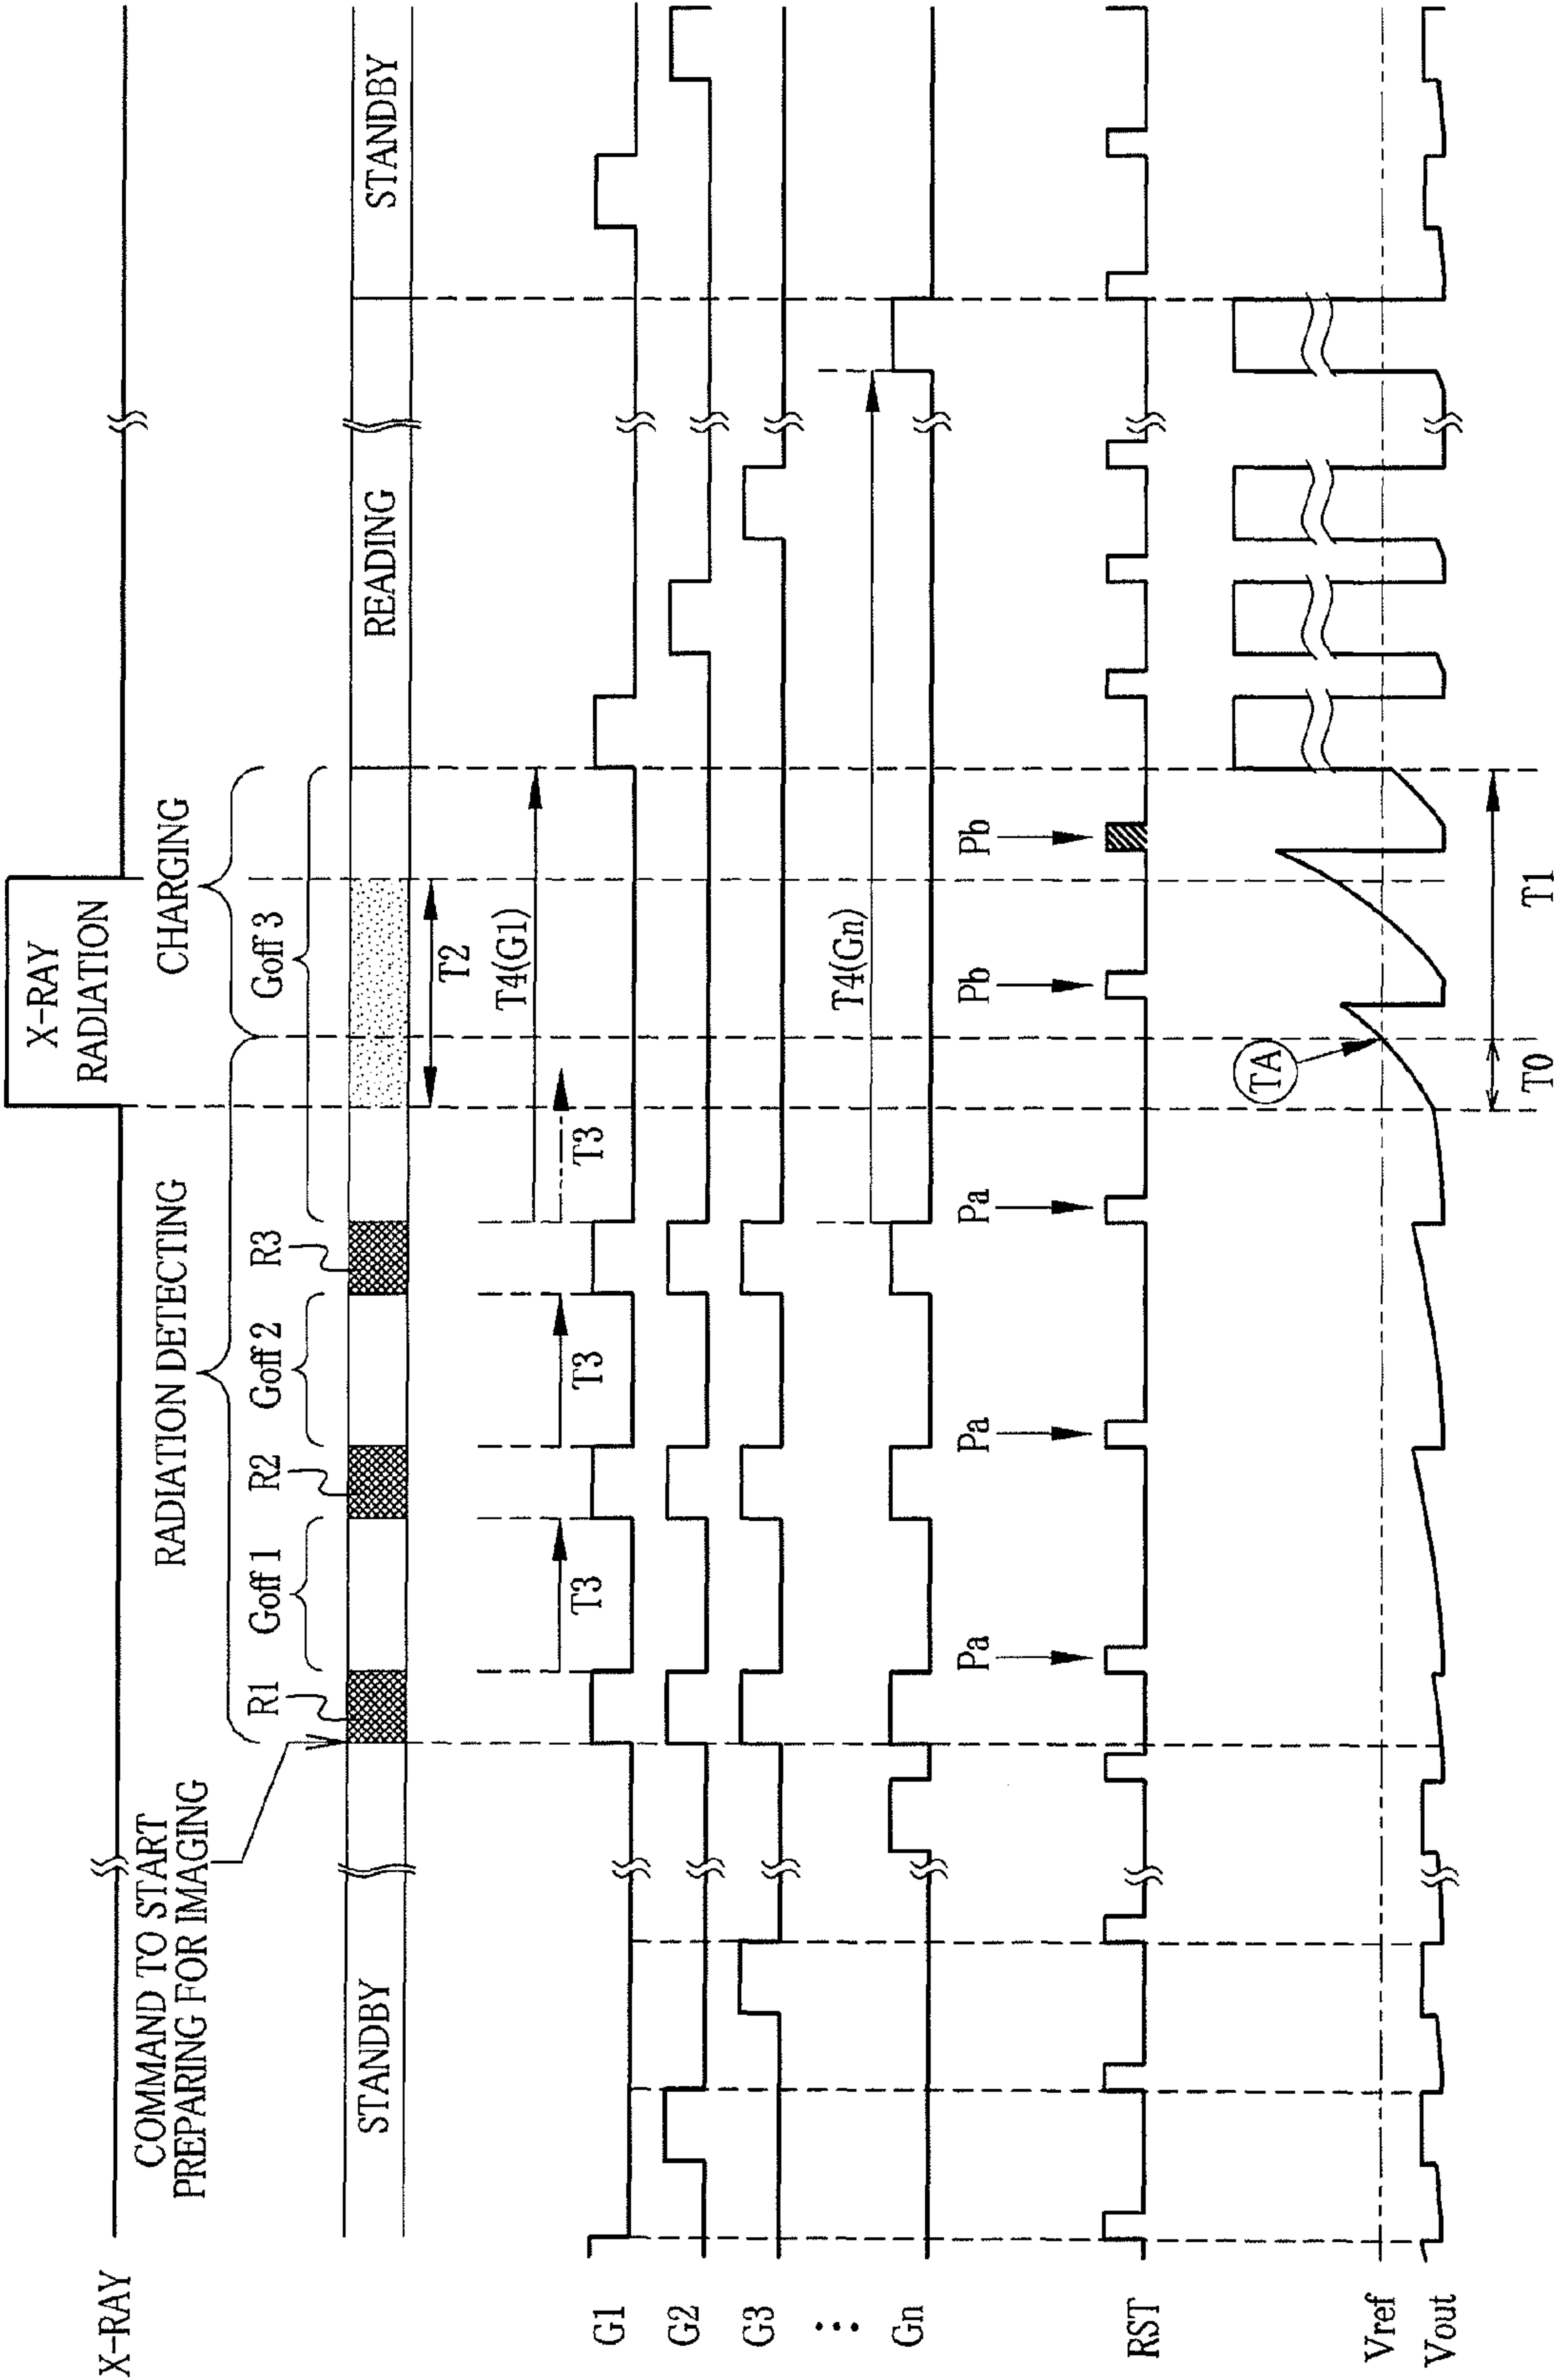 X-RAY
X-RAY
RADIATION
COMMAND TO START
PREPARING FOR IMAGING
RADIATION DETECTING
CHARGING
R1
Goff 1
R2
Goff 2
R3
Goff 3
STANDBY
READING
STANDBY
T2
T3
T3
T3
T4(G1)
G1
G2
G3
⋮
T4(Gn)
Gn
Pa
Pa
Pa
Pb
Pb
RST
TA
Vref
Vout
T0
T1